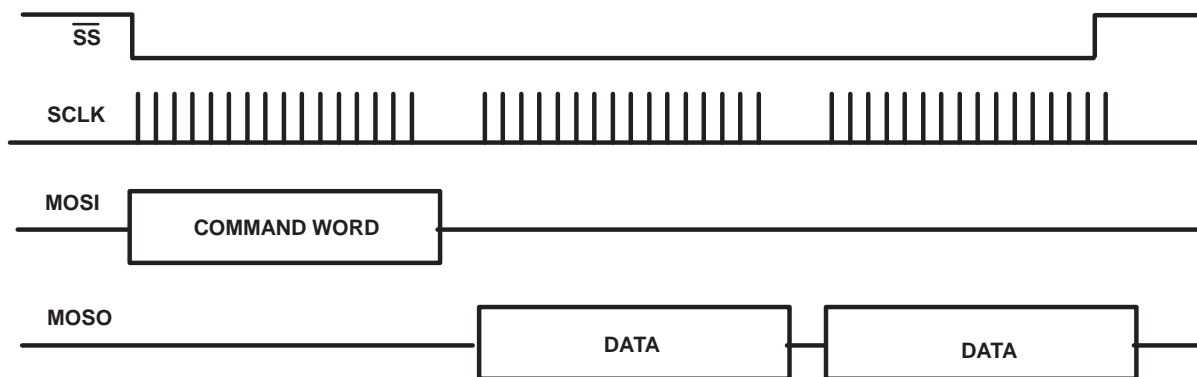 SS
SCLK
MOSI
COMMAND WORD
MOSO
DATA
DATA